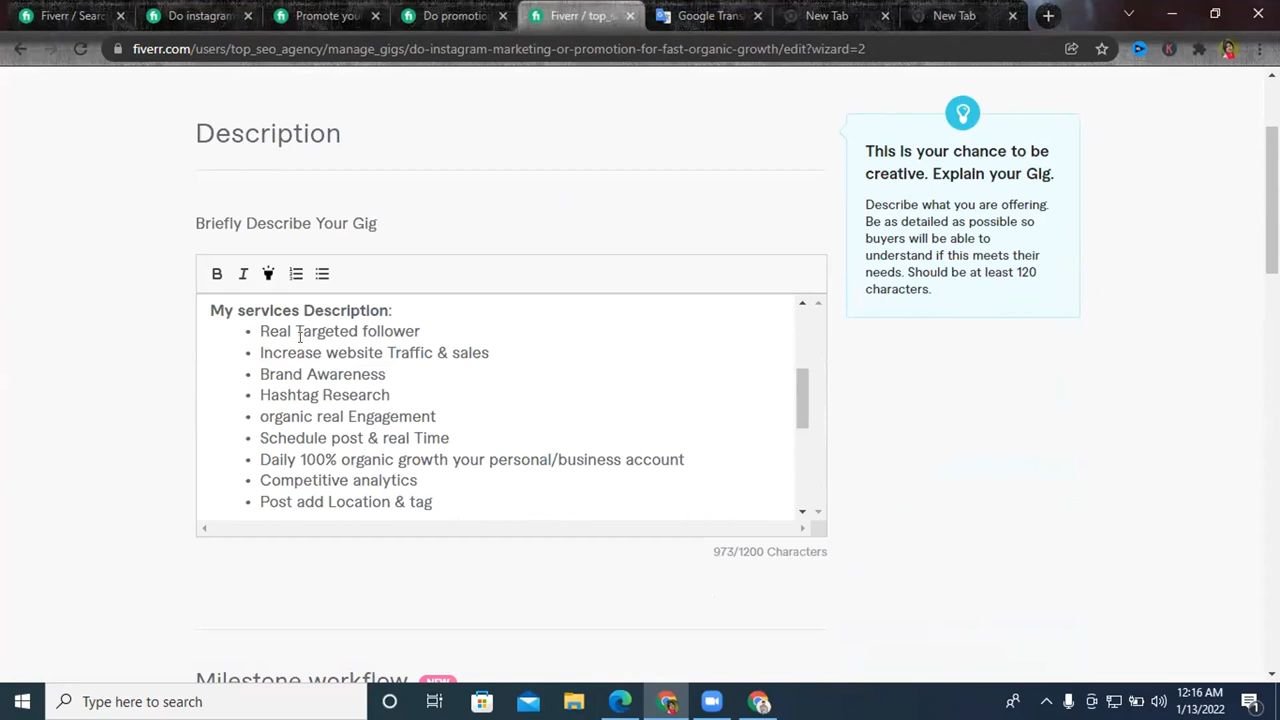 Fiverr / Sear
Do instagram
Promote you
Do promotio
Fiverr / top_s
Google Trans
New Tab
New Tab
fiverr.com/users/top_seo_agency/manage_gigs/do-instagram-marketing-or-promotion-for-fast-organic-growth/edit?wizard=2
Description
Briefly Describe Your Gig
B I
My services Description:
• Real Targeted follower
• Increase website Traffic & sales
• Brand Awareness
• Hashtag Research
• organic real Engagement
• Schedule post & real Time
• Daily 100% organic growth your personal/business account
• Competitive analytics
• Post add Location & tag
973/1200 Characters
This is your chance to be
creative. Explain your Gig.
Describe what you are offering.
Be as detailed as possible so
buyers will be able to
understand if this meets their
needs. Should be at least 120
characters.
Milestone workflow NEW
Type here to search
12:16 AM
1/13/2022